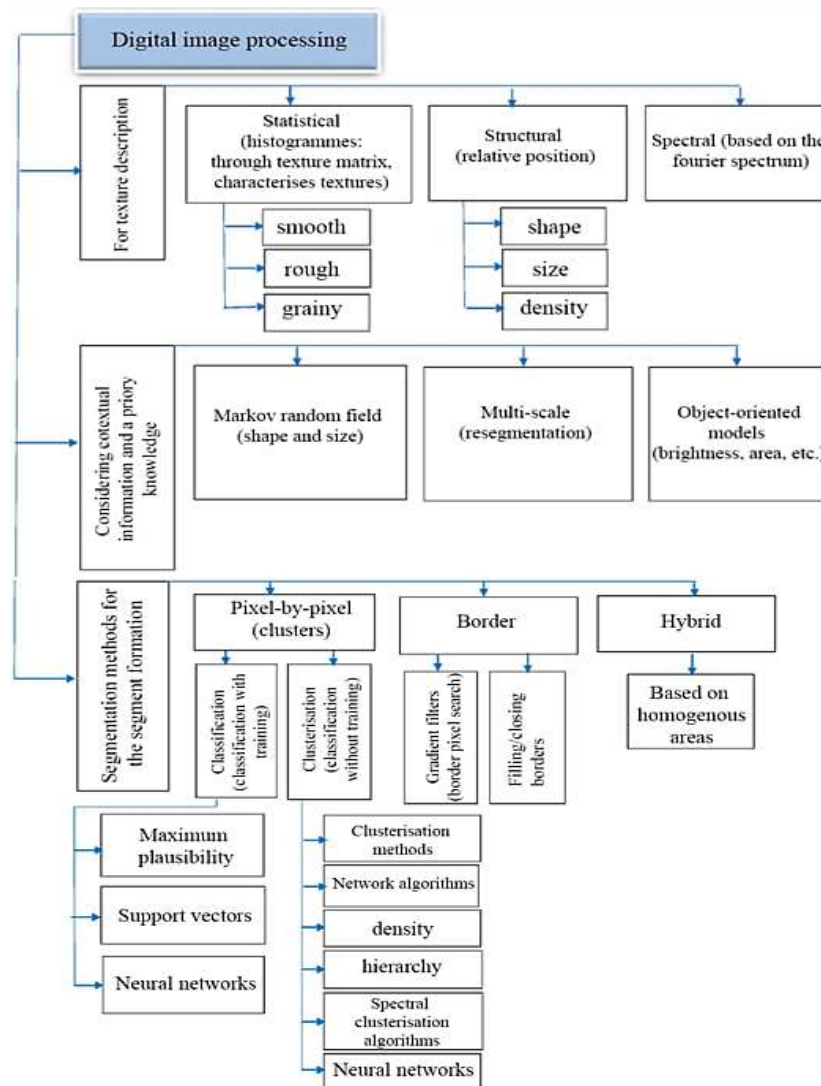 Digital image processing
For texture description
Statistical
(histogrammes:
through texture matrix,
characterises textures)
smooth
rough
grainy
Structural
(relative position)
shape
size
density
Spectral (based on the
fourier spectrum)
Considering cotextual
information and a priory
knowledge
Markov random field
(shape and size)
Multi-scale
(resegmentation)
Object-oriented
models
(brightness, area, etc.)
Segmentation methods for
the segment formation
Pixel-by-pixel
(clusters)
Classification
(classification with
training)
Maximum
plausibility
Support vectors
Neural networks
Clusterisation
(classification
without training)
Clusterisation
methods
Network algorithms
density
hierarchy
Spectral
clusterisation
algorithms
Neural networks
Border
Gradient filters
(border pixel search)
Filling/closing
borders
Hybrid
Based on
homogenous
areas